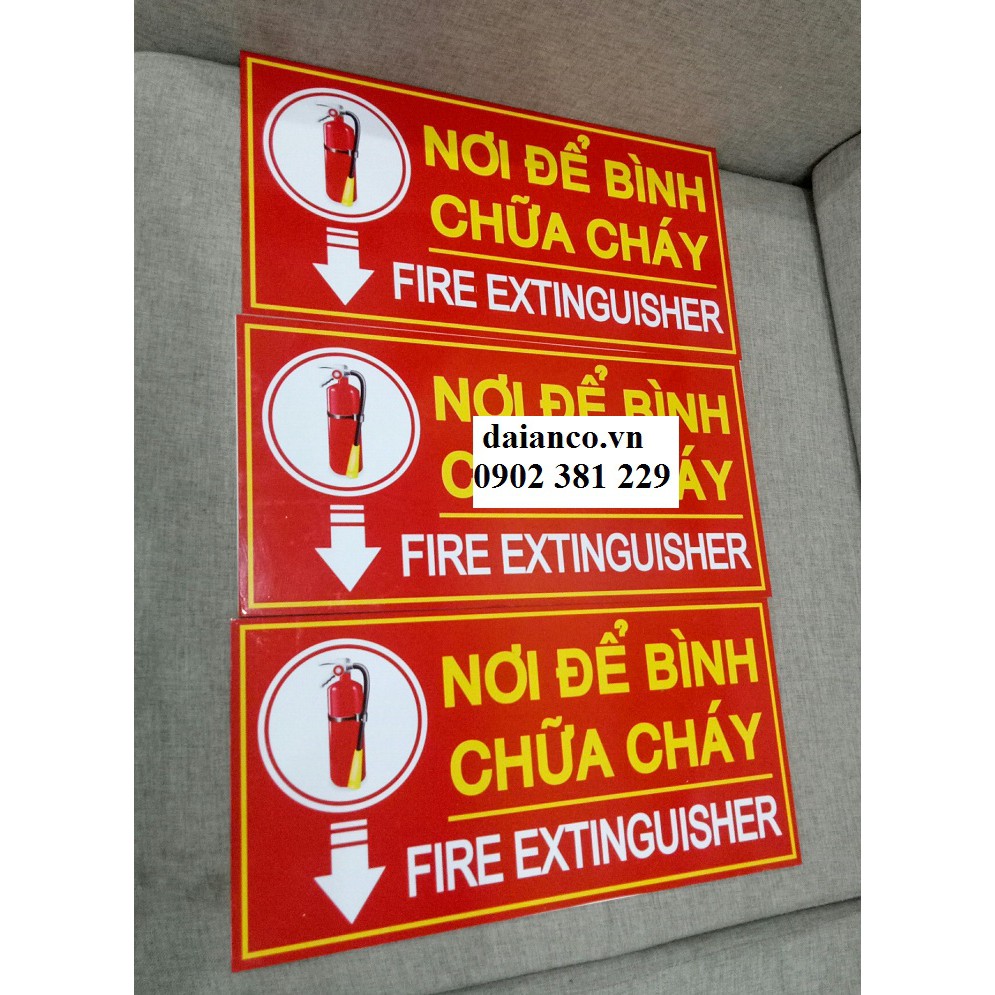 NƠI ĐỂ BÌNH
CHỮA CHÁY
FIRE EXTINGUISHER
NƠI ĐỂ BÌNH
C ÁY
daianco.vn
0902 381 229
FIRE EXTINGUISHER
NƠI ĐỂ BÌNH
CHỮA CHÁY
FIRE EXTINGUISHER